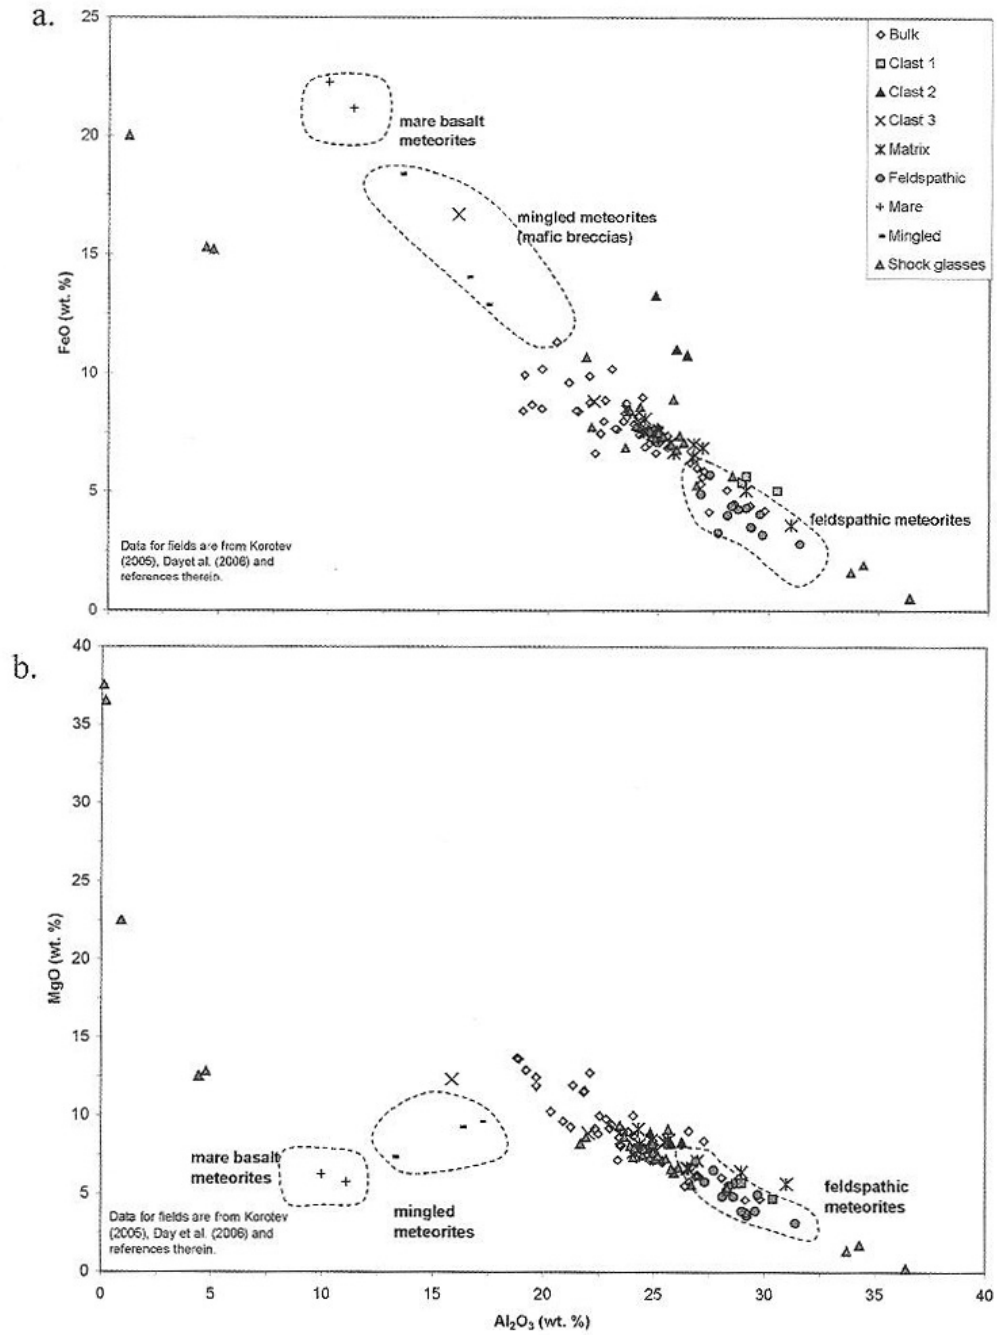 a.
25
20
15
10
5
0
FeO (wt. %)
Bulk
Clast 1
Clast 2
Clast 3
Matrix
Feldspathic
Mare
Mingled
Shock glasses
mare basalt
meteorites
mingled meteorites
(mafic breccias)
feldspathic meteorites
Data for fields are from Korotev
(2005), Dayet al. (2006) and
references therein.
b.
40
35
30
25
20
15
10
5
0
MgO (wt. %)
mare basalt
meteorites
mingled
meteorites
feldspathic
meteorites
Data for fields are from Korotev
(2005), Day et al. (2006) and
references therein.
0 5 10 15 20 25 30 35 40
Al₂O₃ (wt. %)